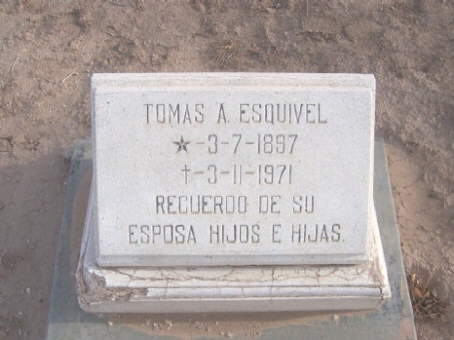 TOMAS A. ESQUIVEL
★-3-7-1897
†-3-11-1971
RECUERDO DE SU
ESPOSA HIJOS E HIJAS.